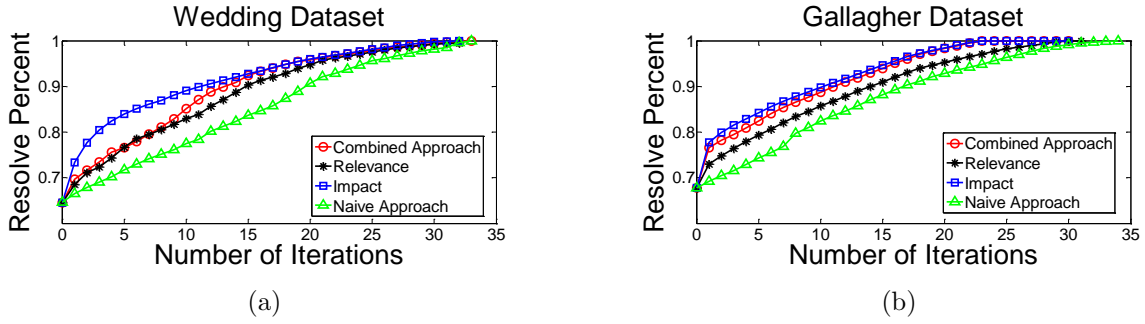 Wedding Dataset
Resolve Percent
1
0.9
0.8
0.7
0 5 10 15 20 25 30 35
Number of Iterations
Combined Approach
Relevance
Impact
Naive Approach
(a)
Gallagher Dataset
Resolve Percent
1
0.9
0.8
0.7
0 5 10 15 20 25 30 35
Number of Iterations
Combined Approach
Relevance
Impact
Naive Approach
(b)